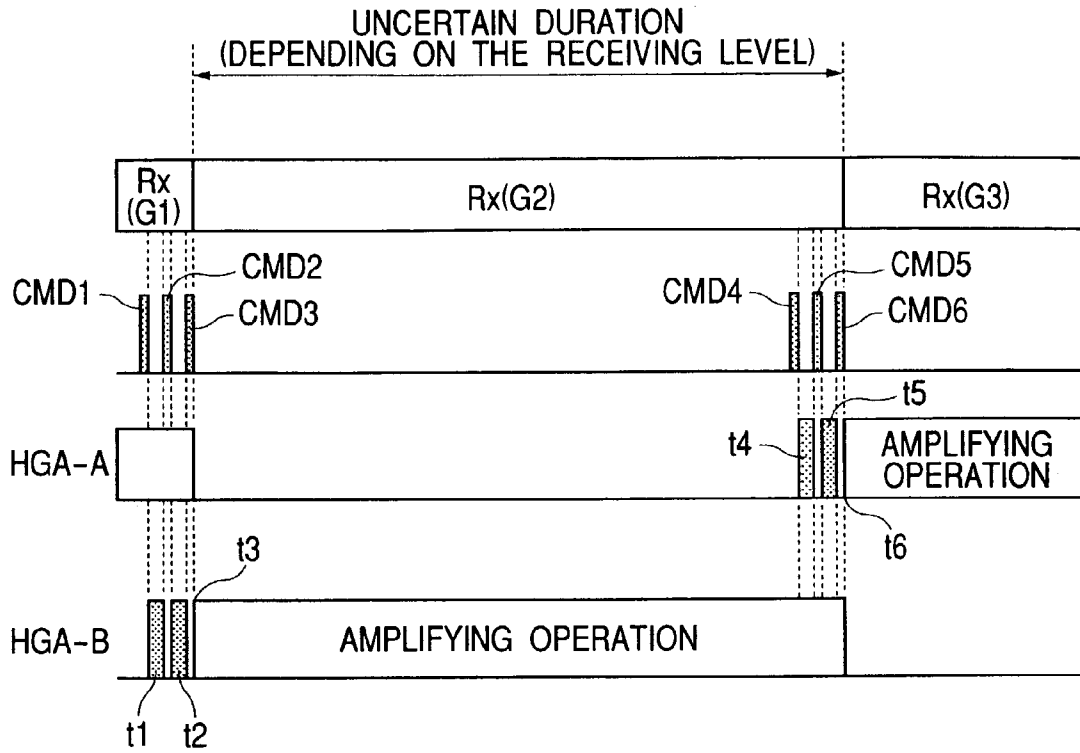 UNCERTAIN DURATION
(DEPENDING ON THE RECEIVING LEVEL)
Rx
(G1)
Rx(G2)
Rx(G3)
CMD1
CMD2
CMD3
CMD4
CMD5
CMD6
HGA-A
t4
t5
AMPLIFYING
OPERATION
t6
HGA-B
t3
AMPLIFYING OPERATION
t1
t2